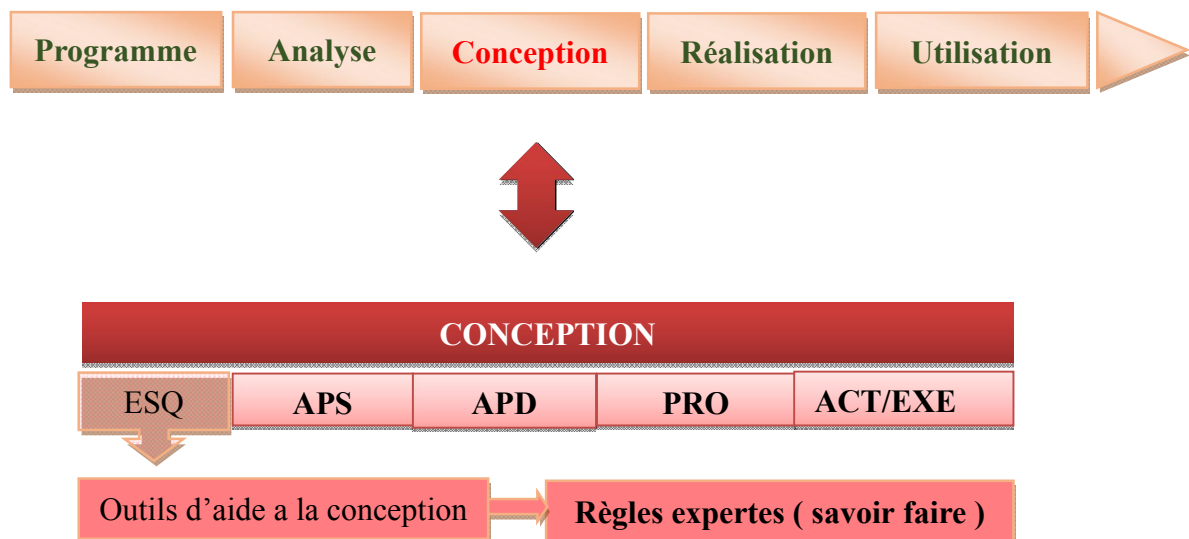 Programme Analyse Conception Réalisation Utilisation
CONCEPTION
ESQ APS APD PRO ACT/EXE
Outils d’aide a la conception Règles expertes ( savoir faire )